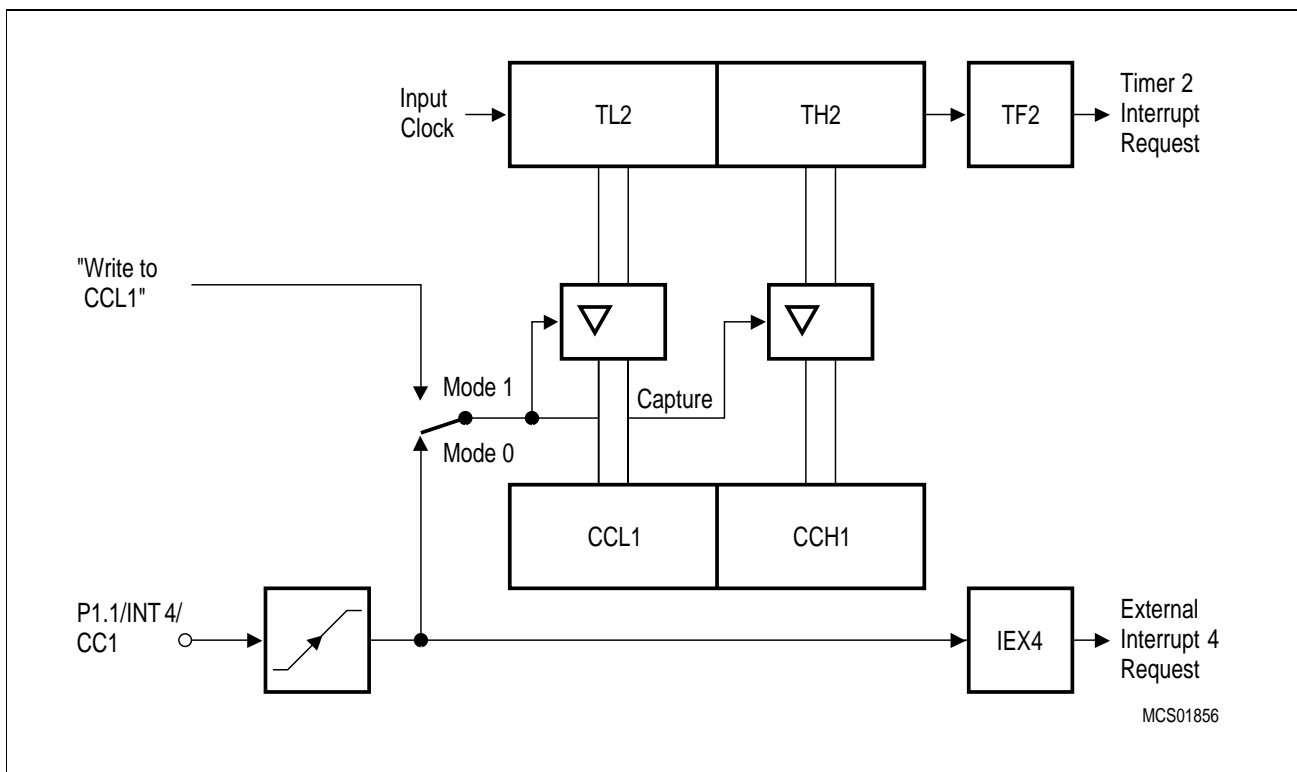 Input
Clock
TL2
TH2
TF2
Timer 2
Interrupt
Request
"Write to
CCL1"
Mode 1
Capture
Mode 0
CCL1
CCH1
P1.1/INT 4/
CC1
IEX4
External
Interrupt 4
Request
MCS01856